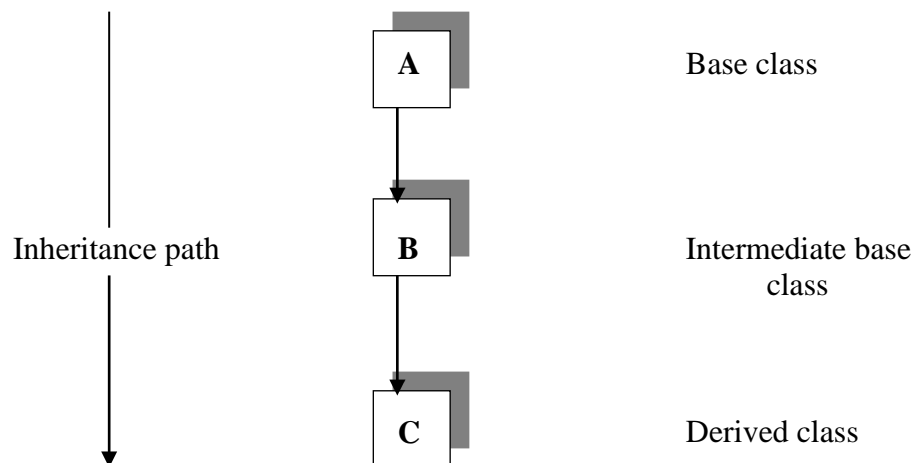 A
Base class
Inheritance path
B
Intermediate base
class
C
Derived class